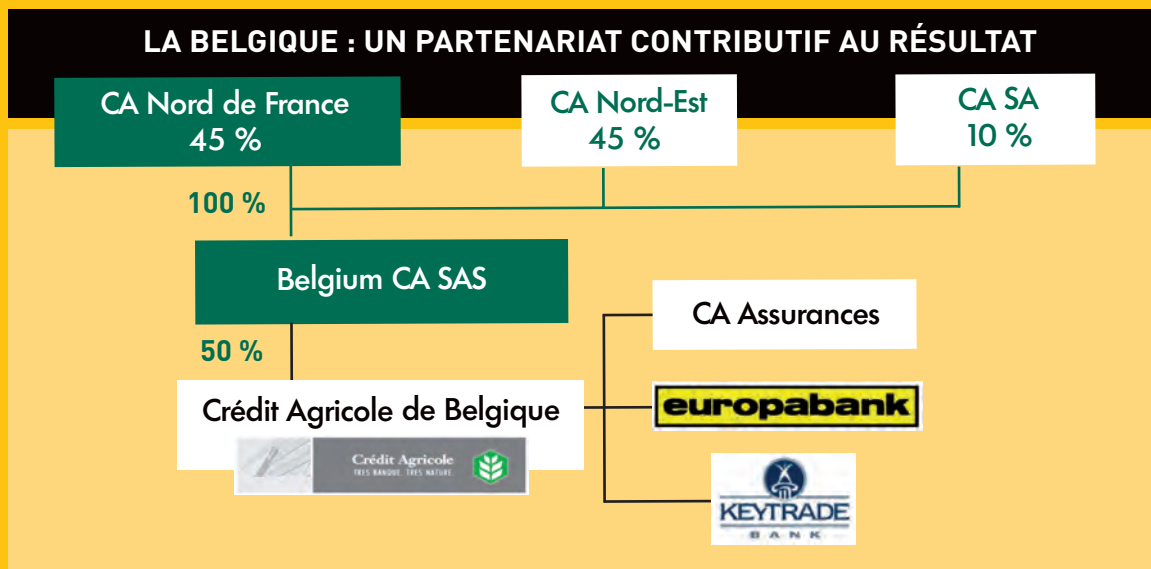 LA BELGIQUE : UN PARTENARIAT CONTRIBUTIF AU RÉSULTAT
CA Nord de France
45 %
CA Nord-Est
45 %
CA SA
10 %
100 %
Belgium CA SAS
50 %
CA Assurances
Crédit Agricole de Belgique
Crédit Agricole
TRES BANQUE. TRES NATURE.
europabank
KEYTRADE
BANK